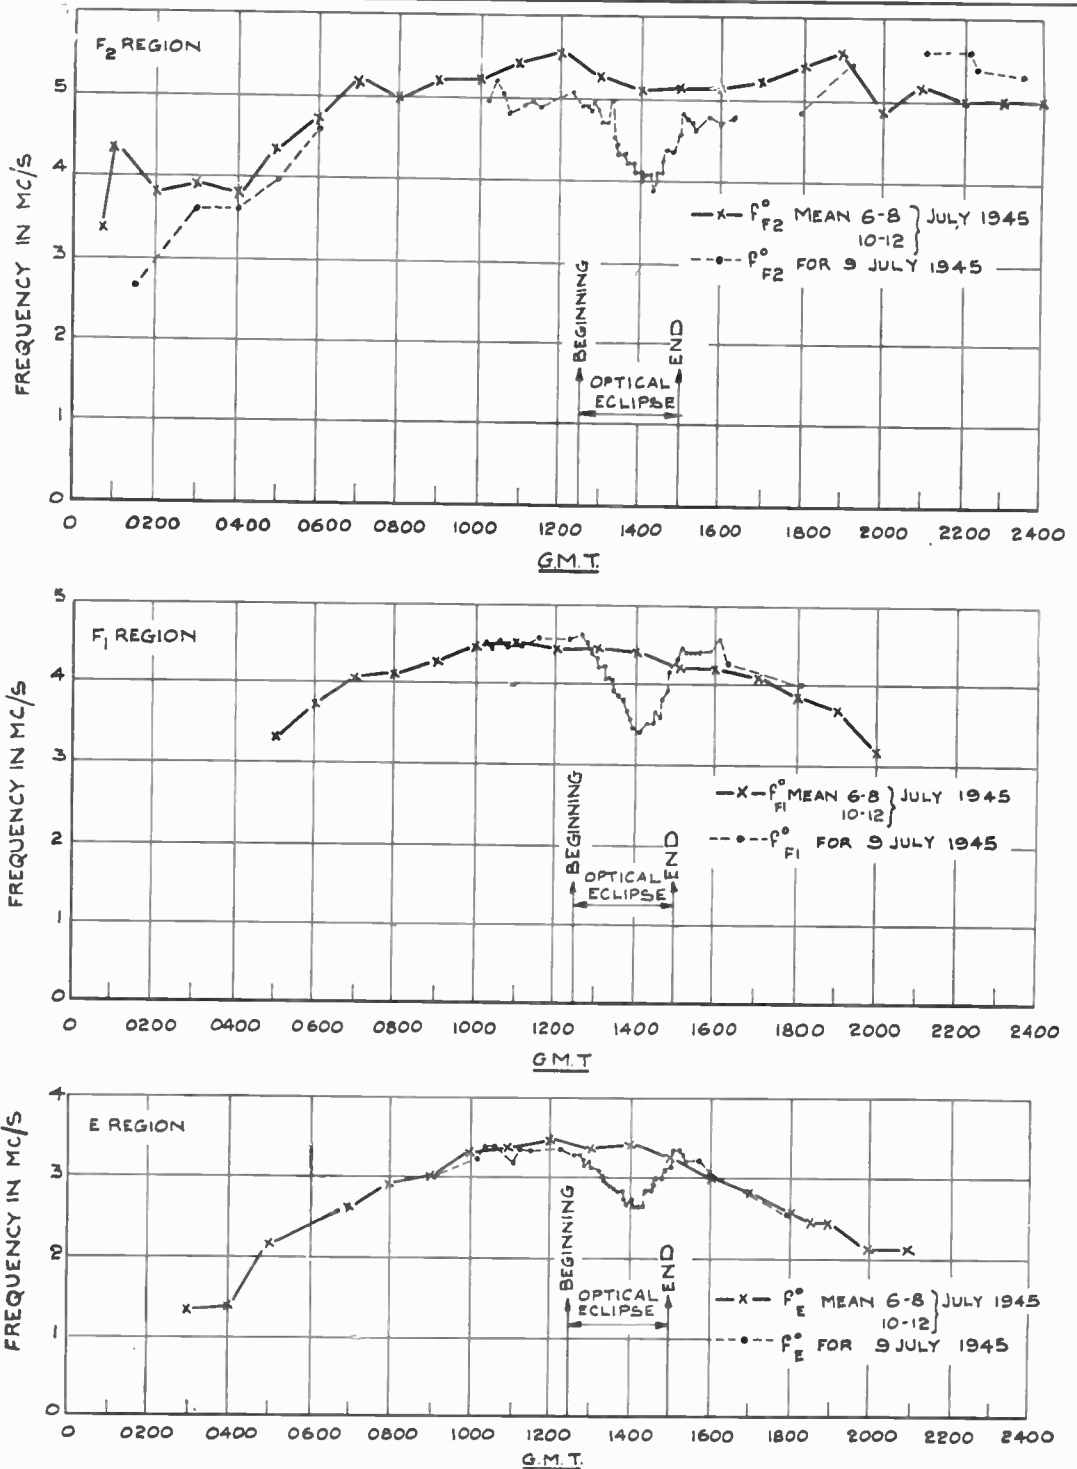 F2 REGION
FREQUENCY IN MC/S
5
4
3
2
1
0
—x— f°F2 MEAN 6-8 } JULY 1945
10-12
--•-- f°F2 FOR 9 JULY 1945
BEGINNING
END
OPTICAL
ECLIPSE
0 0200 0400 0600 0800 1000 1200 1400 1600 1800 2000 2200 2400
G.M.T.
F1 REGION
FREQUENCY IN MC/S
5
4
3
2
1
0
—x— f°F1 MEAN 6-8 } JULY 1945
10-12
--•-- f°F1 FOR 9 JULY 1945
BEGINNING
END
OPTICAL
ECLIPSE
0 0200 0400 0600 0800 1000 1200 1400 1600 1800 2000 2200 2400
G.M.T
E REGION
FREQUENCY IN MC/S
4
3
2
1
0
—x— f°E MEAN 6-8 } JULY 1945
10-12
--•-- f°E FOR 9 JULY 1945
BEGINNING
END
OPTICAL
ECLIPSE
0 0200 0400 0600 0800 1000 1200 1400 1600 1800 2000 2200 2400
G.M.T.